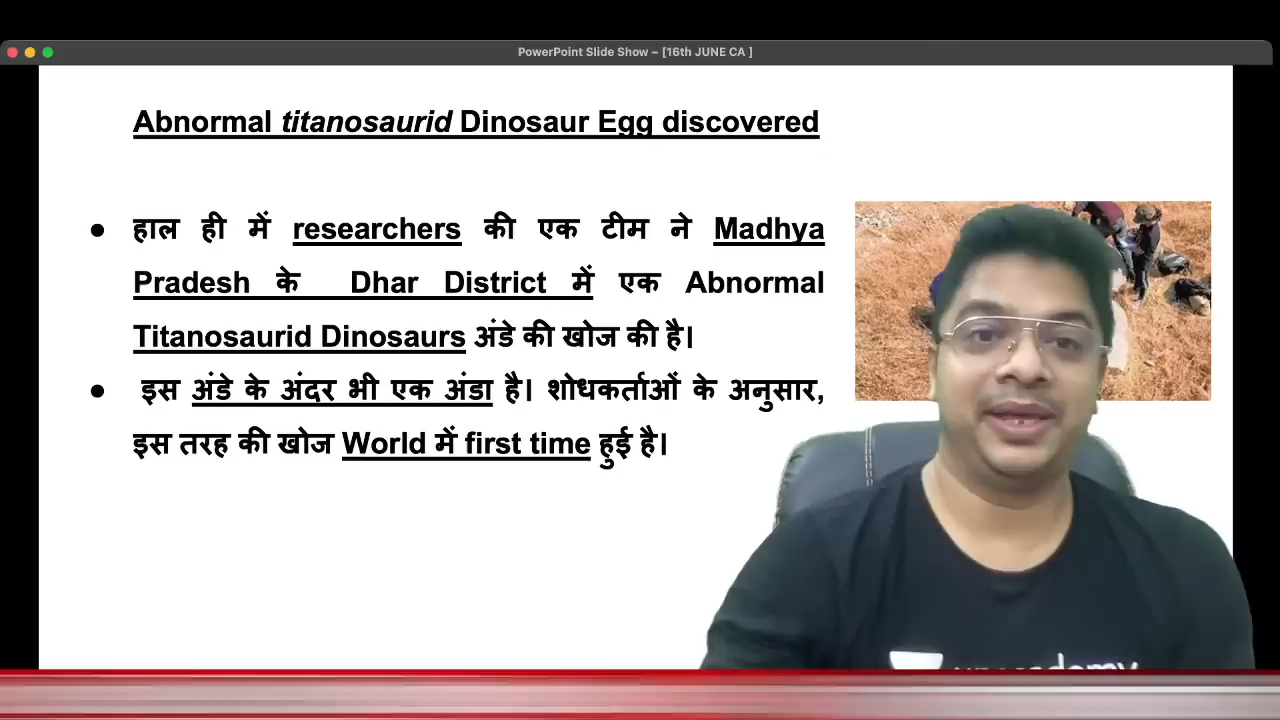 PowerPoint Slide Show – [16th JUNE CA ]
Abnormal titanosaurid Dinosaur Egg discovered
● हाल ही में researchers की एक टीम ने Madhya
Pradesh के Dhar District में एक Abnormal
Titanosaurid Dinosaurs अंडे की खोज की है।
● इस अंडे के अंदर भी एक अंडा है। शोधकर्ताओं के अनुसार,
इस तरह की खोज World में first time हुई है।